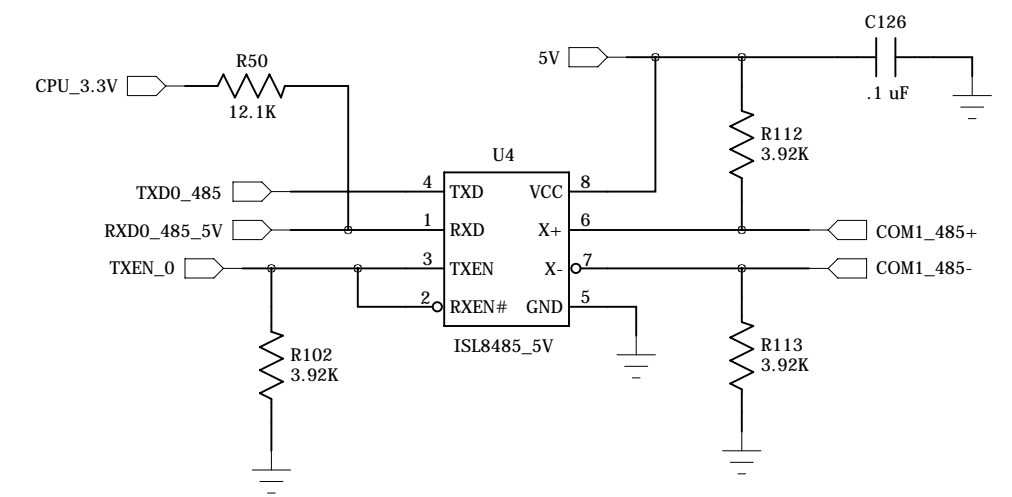 C126
5V
.1 uF
R50
CPU_3.3V
12.1K
R112
3.92K
U4
TXD0_485
4
TXD
VCC
8
RXD0_485_5V
1
RXD
X+
6
COM1_485+
TXEN_0
3
TXEN
X-
7
COM1_485-
2
RXEN#
GND
5
ISL8485_5V
R102
3.92K
R113
3.92K